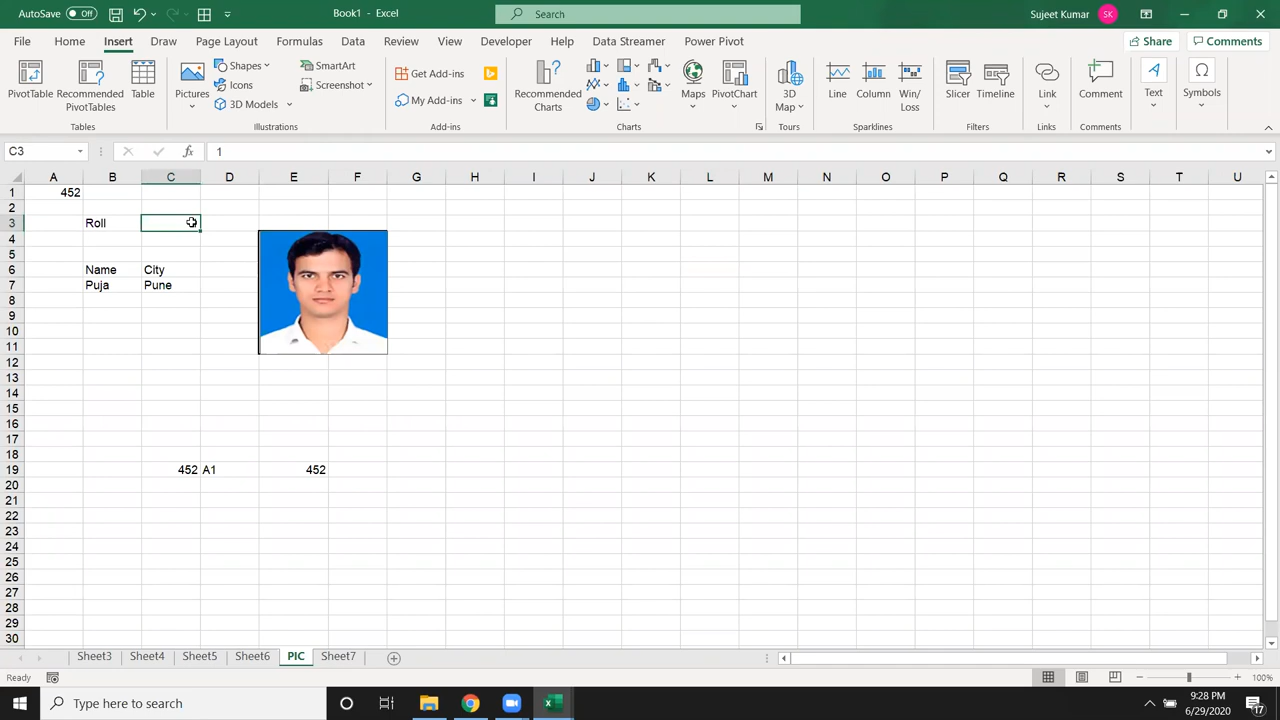 AutoSave Off Book1 - Excel Search Sujeet Kumar SK
File Home Insert Draw Page Layout Formulas Data Review View Developer Help Data Streamer Power Pivot Share Comments
PivotTable Recommended PivotTables Table Pictures Shapes Icons 3D Models SmartArt Screenshot Get Add-ins My Add-ins Recommended Charts Maps PivotChart 3D Map Line Column Win/Loss Slicer Timeline Link Comment Text Symbols
Tables Illustrations Add-ins Charts Tours Sparklines Filters Links Comments
C3 fx 1
A B C D E F G H I J K L M N O P Q R S T U
1 452
2
3 Roll
4
5
6 Name City
7 Puja Pune
8
9
10
11
12
13
14
15
16
17
18
19 452 A1 452
20
21
22
23
24
25
26
27
28
29
30
Sheet3 Sheet4 Sheet5 Sheet6 PIC Sheet7
Ready 100%
Type here to search 9:28 PM
6/29/2020 17